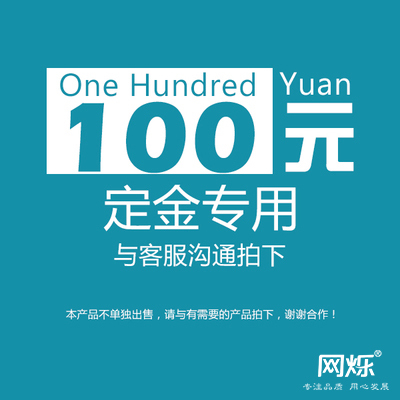 One Hundred Yuan
100元
定金专用
与客服沟通拍下
本产品不单独出售，请与有需要的产品拍下，谢谢合作！
网烁®
专注品质 用心发展